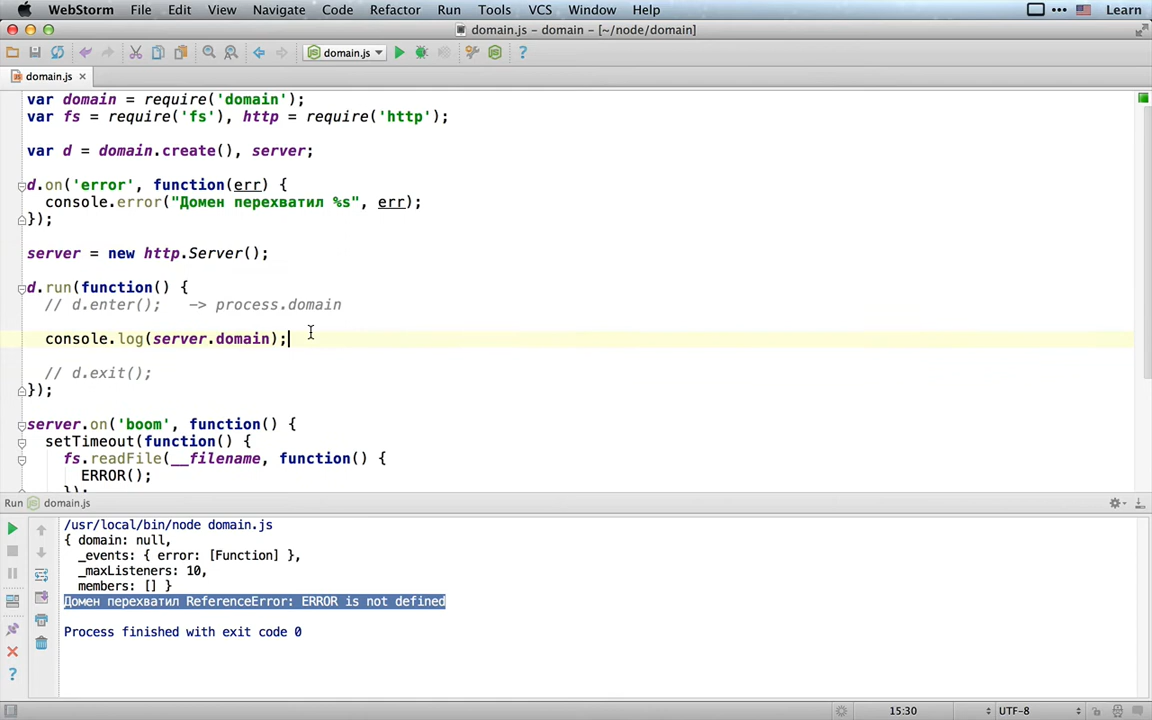 WebStorm File Edit View Navigate Code Refactor Run Tools VCS Window Help Learn
domain.js - domain - [~/node/domain]
domain.js
domain.js
var domain = require('domain');
var fs = require('fs'), http = require('http');
var d = domain.create(), server;
d.on('error', function(err) {
console.error("Домен перехватил %s", err);
});
server = new http.Server();
d.run(function() {
// d.enter();   -> process.domain
console.log(server.domain);
// d.exit();
});
server.on('boom', function() {
setTimeout(function() {
fs.readFile(__filename, function() {
ERROR();
});
Run domain.js
/usr/local/bin/node domain.js
{ domain: null,
_events: { error: [Function] },
_maxListeners: 10,
members: [] }
Домен перехватил ReferenceError: ERROR is not defined
Process finished with exit code 0
15:30 UTF-8